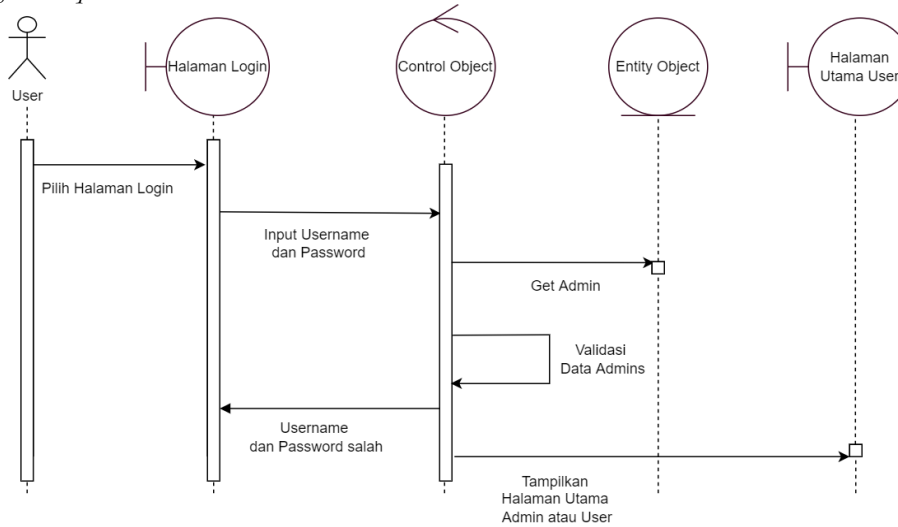 User
Halaman Login
Control Object
Entity Object
Halaman
Utama User
Pilih Halaman Login
Input Username
dan Password
Get Admin
Validasi
Data Admins
Username
dan Password salah
Tampilkan
Halaman Utama
Admin atau User